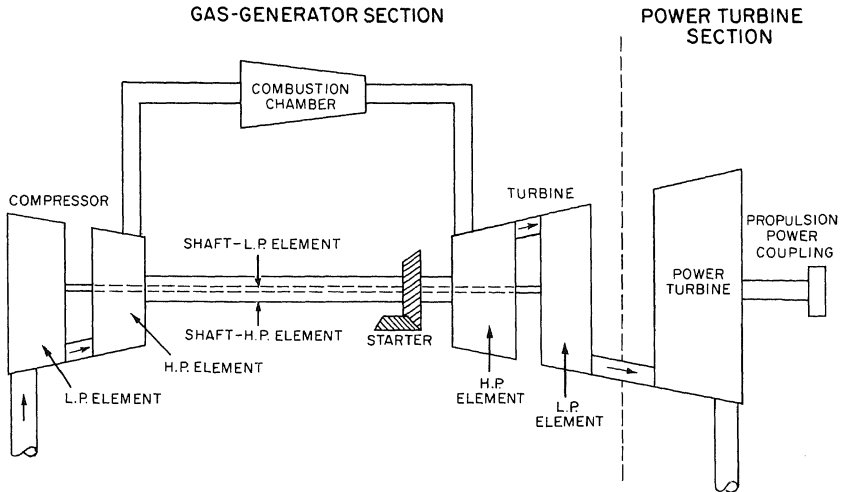 GAS-GENERATOR SECTION
POWER TURBINE
SECTION
COMBUSTION
CHAMBER
COMPRESSOR
TURBINE
SHAFT-L.P. ELEMENT
PROPULSION
POWER
COUPLING
POWER
TURBINE
SHAFT-H.P. ELEMENT
STARTER
H.P. ELEMENT
L.P. ELEMENT
H.P.
ELEMENT
L.P.
ELEMENT